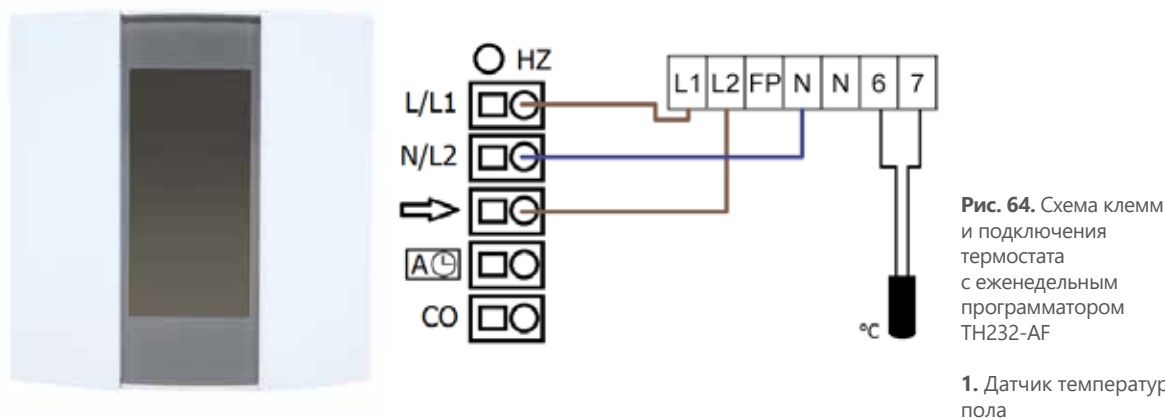 HZ
L/L1
N/L2
A
CO
L1 L2 FP N N 6 7
°C
Рис. 64. Схема клемм
и подключения
термостата
с еженедельным
программатором
TH232-AF
1. Датчик температур
пола